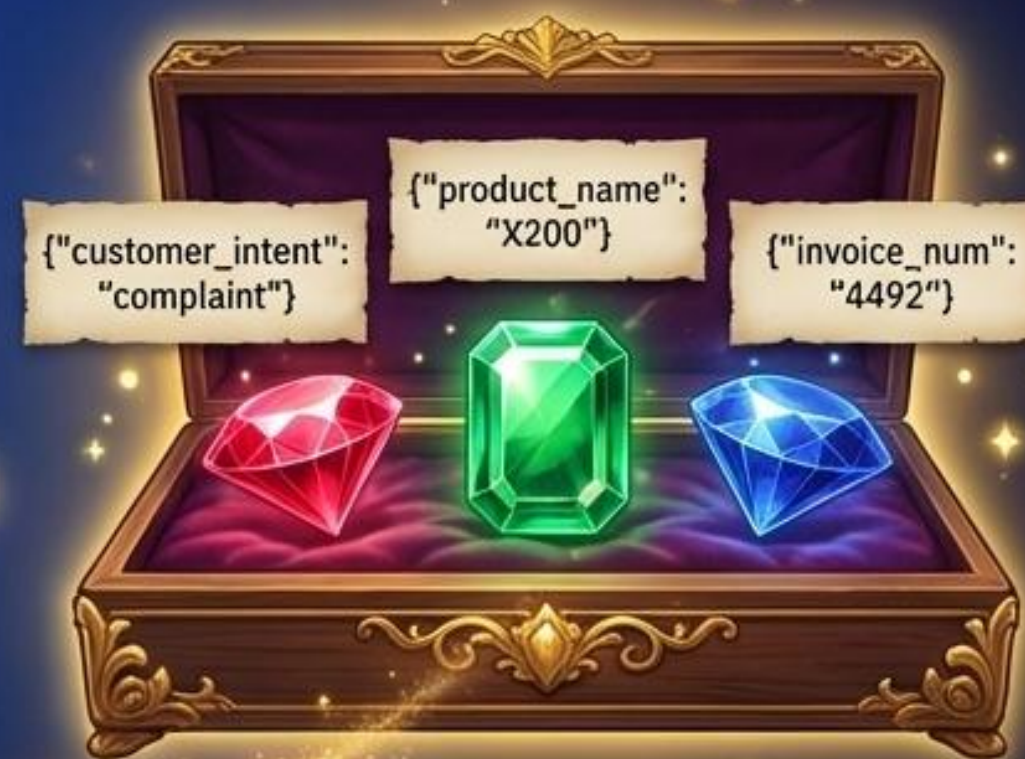 {"customer_intent":
"complaint"}
{"product_name":
"X200"}
{"invoice_num":
"4492"}